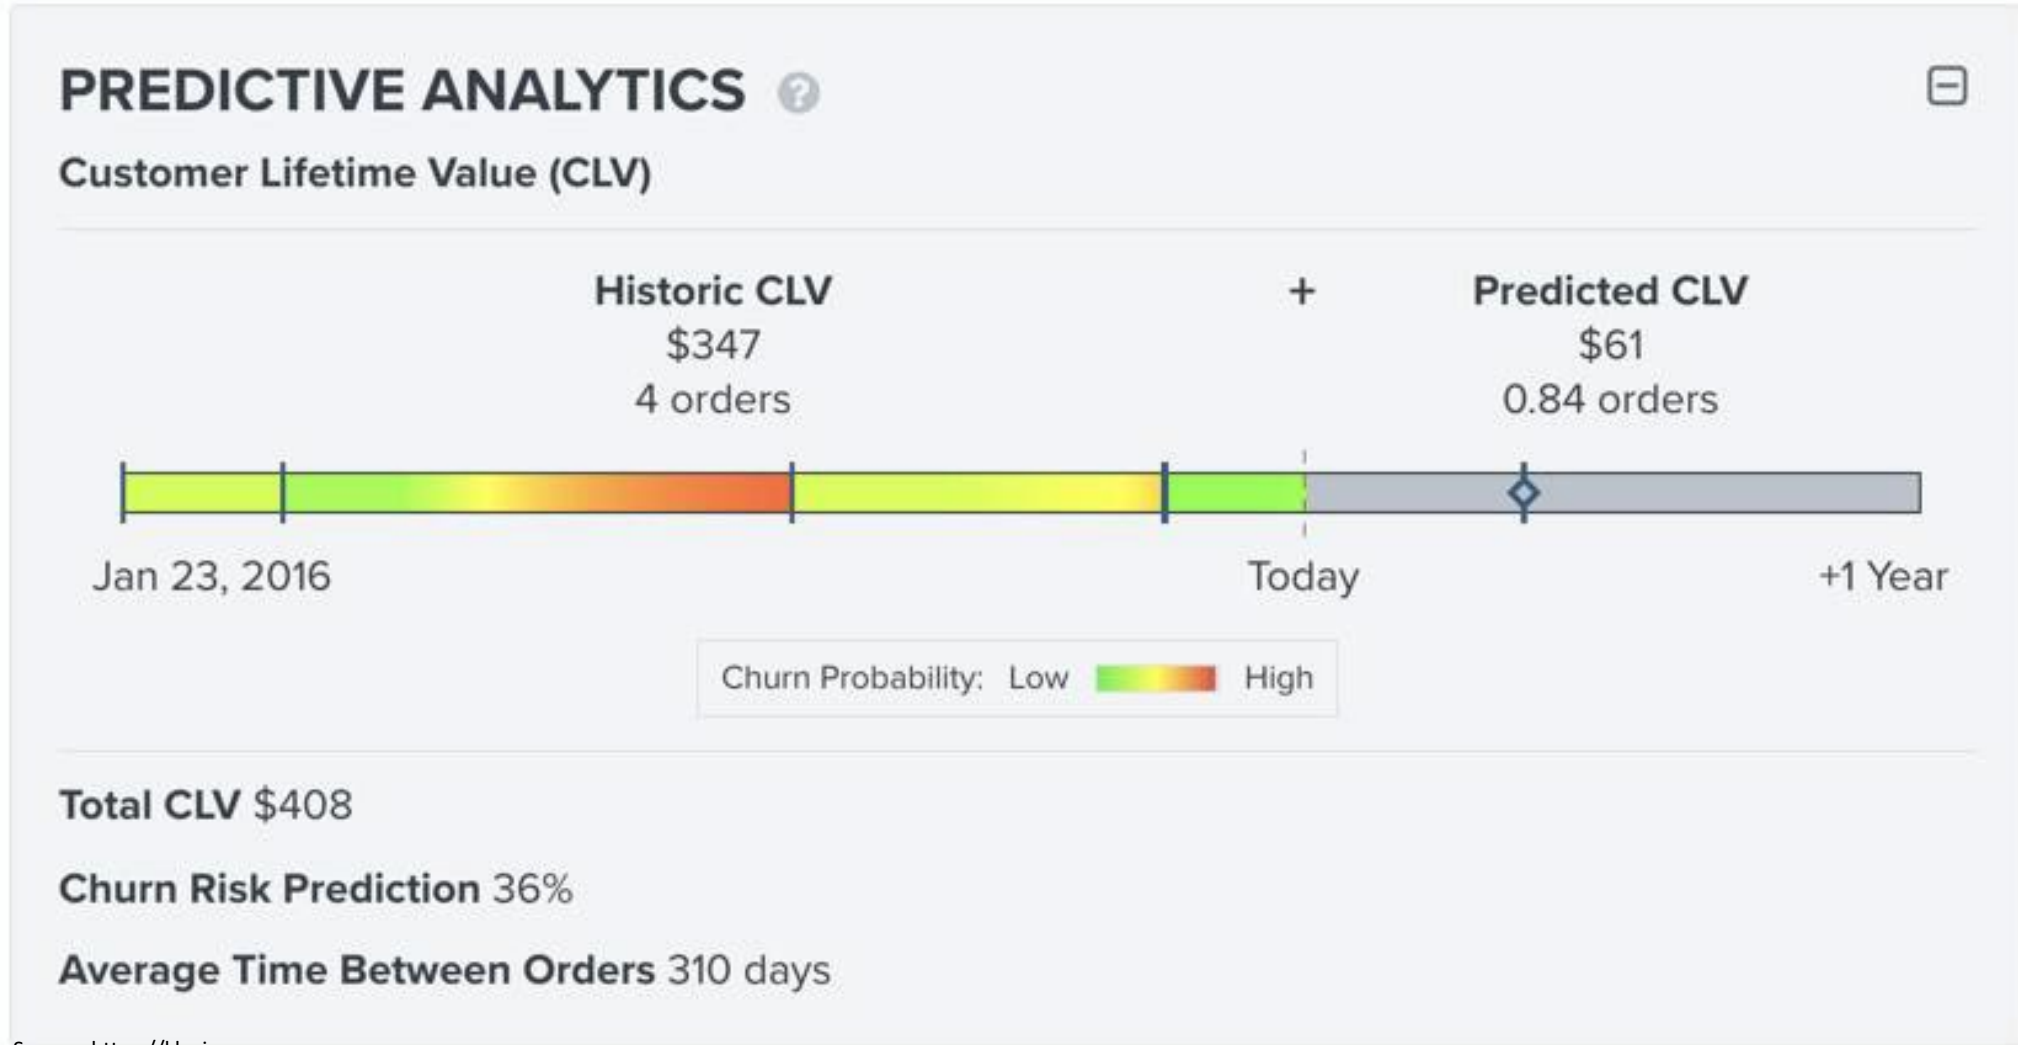 PREDICTIVE ANALYTICS ?
Customer Lifetime Value (CLV)
Historic CLV + Predicted CLV
$347 $61
4 orders 0.84 orders
Jan 23, 2016 Today +1 Year
Churn Probability: Low High
Total CLV $408
Churn Risk Prediction 36%
Average Time Between Orders 310 days